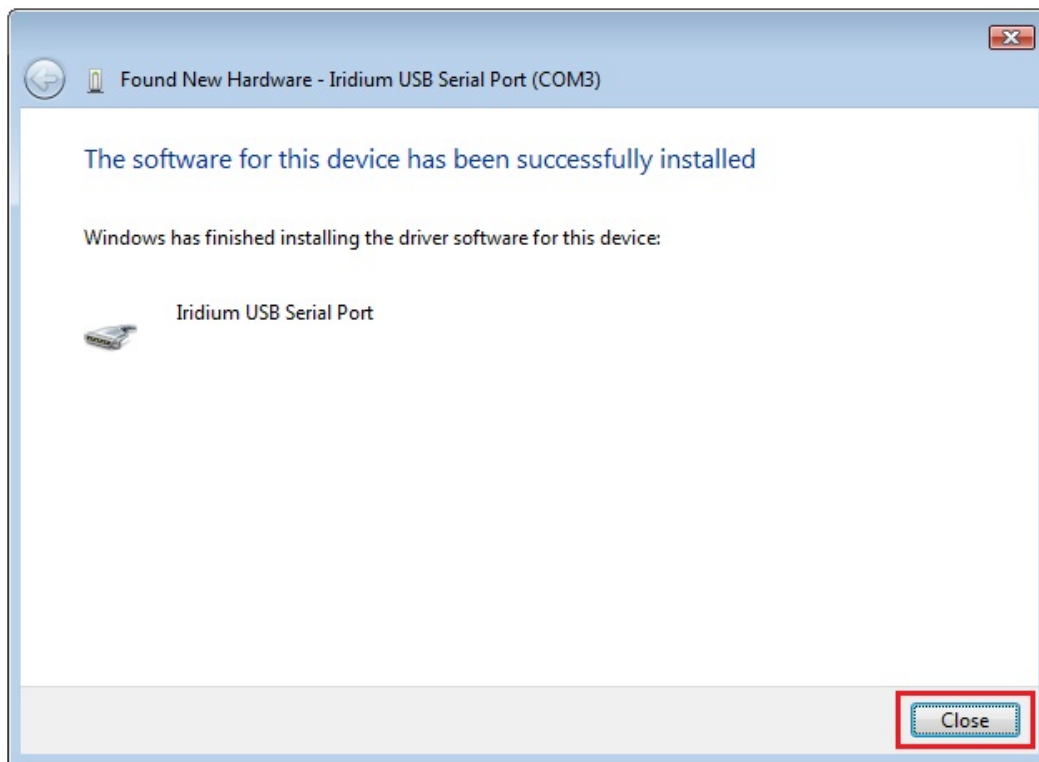 Found New Hardware - Iridium USB Serial Port (COM3)
The software for this device has been successfully installed
Windows has finished installing the driver software for this device:
Iridium USB Serial Port
Close